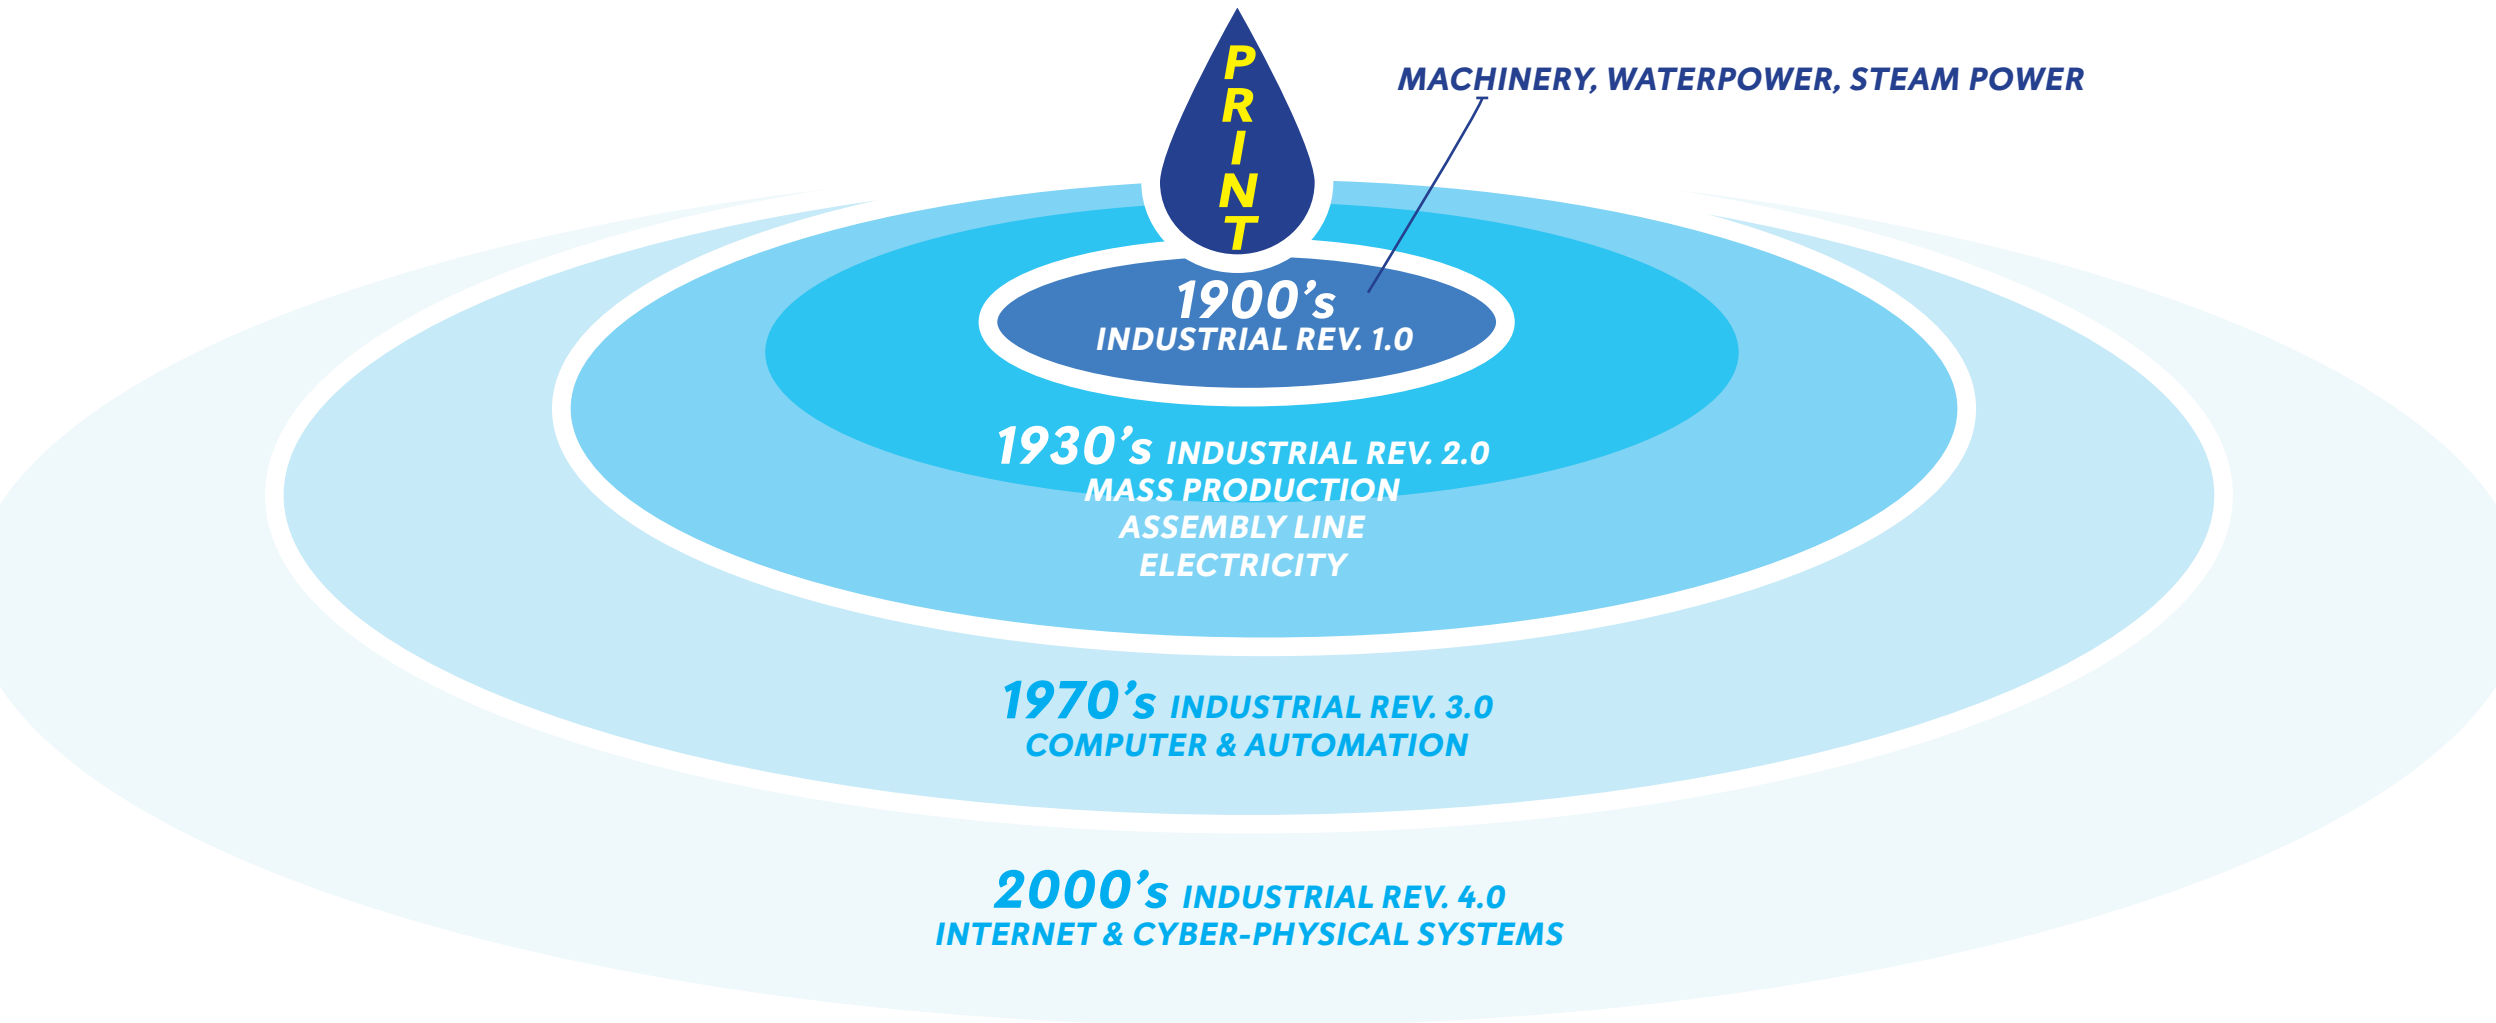 PRINT
MACHINERY, WATERPOWER, STEAM POWER
1900’s
INDUSTRIAL REV. 1.0
1930’s INDUSTRIAL REV. 2.0
MASS PRODUCTION
ASSEMBLY LINE
ELECTRICITY
1970’s INDUSTRIAL REV. 3.0
COMPUTER & AUTOMATION
2000’s INDUSTRIAL REV. 4.0
INTERNET & CYBER-PHYSICAL SYSTEMS